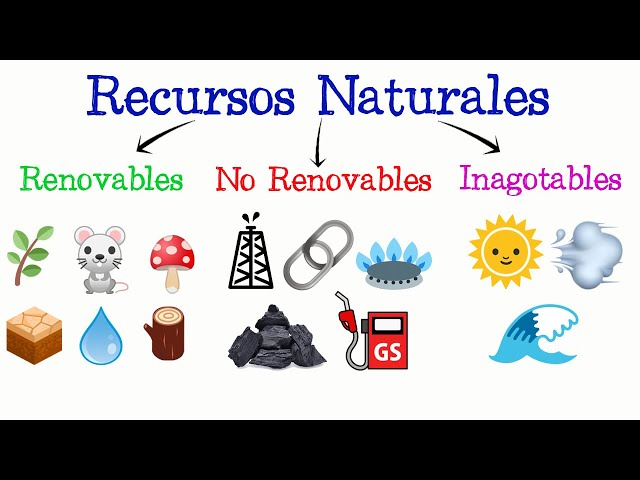 Recursos Naturales
Renovables
No Renovables
Inagotables
GS